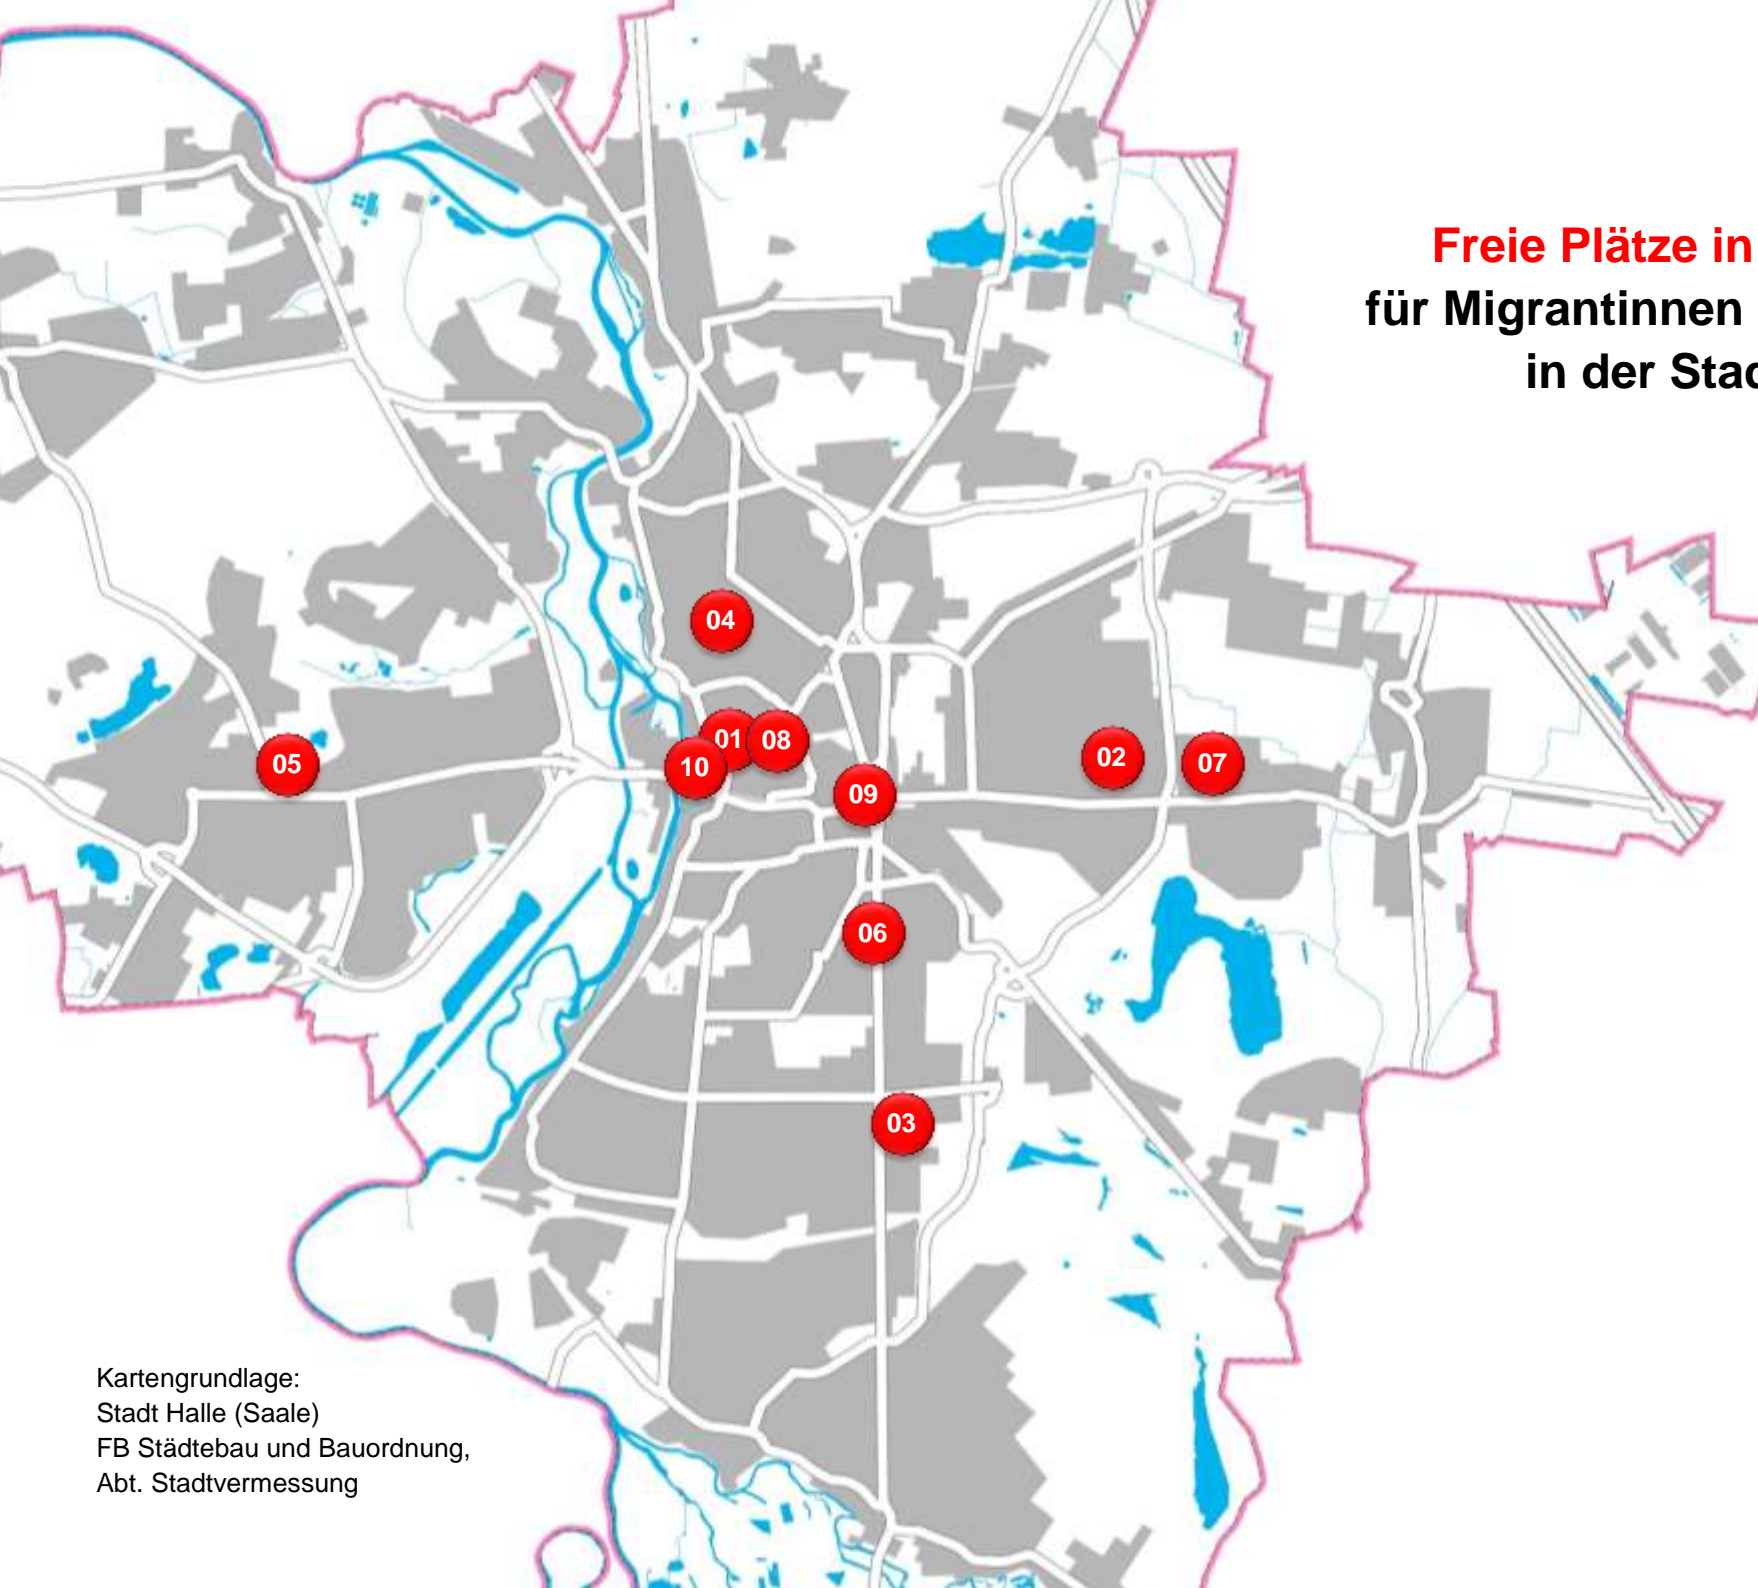 Freie Plätze in
für Migrantinnen
in der Stad
04
01
08
10
05
09
02
07
06
03
Kartengrundlage:
Stadt Halle (Saale)
FB Städtebau und Bauordnung,
Abt. Stadtvermessung